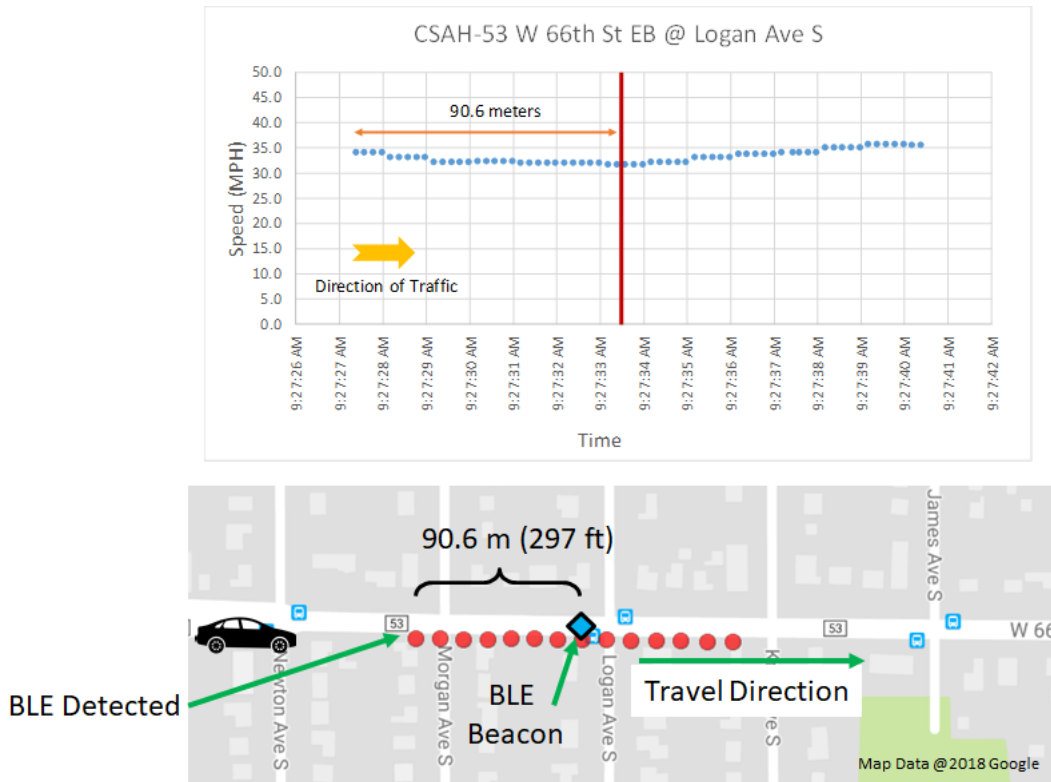 CSAH-53 W 66th St EB @ Logan Ave S
Speed (MPH)
50.0
45.0
40.0
35.0
30.0
25.0
20.0
15.0
10.0
5.0
0.0
90.6 meters
Direction of Traffic
9:27:26 AM
9:27:27 AM
9:27:28 AM
9:27:29 AM
9:27:30 AM
9:27:31 AM
9:27:32 AM
9:27:33 AM
9:27:34 AM
9:27:35 AM
9:27:36 AM
9:27:37 AM
9:27:38 AM
9:27:39 AM
9:27:40 AM
9:27:41 AM
9:27:42 AM
Time
90.6 m (297 ft)
James Ave S
53
53
W 66
Newton Ave S
Morgan Ave S
Logan Ave S
K Ave S
BLE Detected
BLE
Beacon
Travel Direction
Map Data @2018 Google